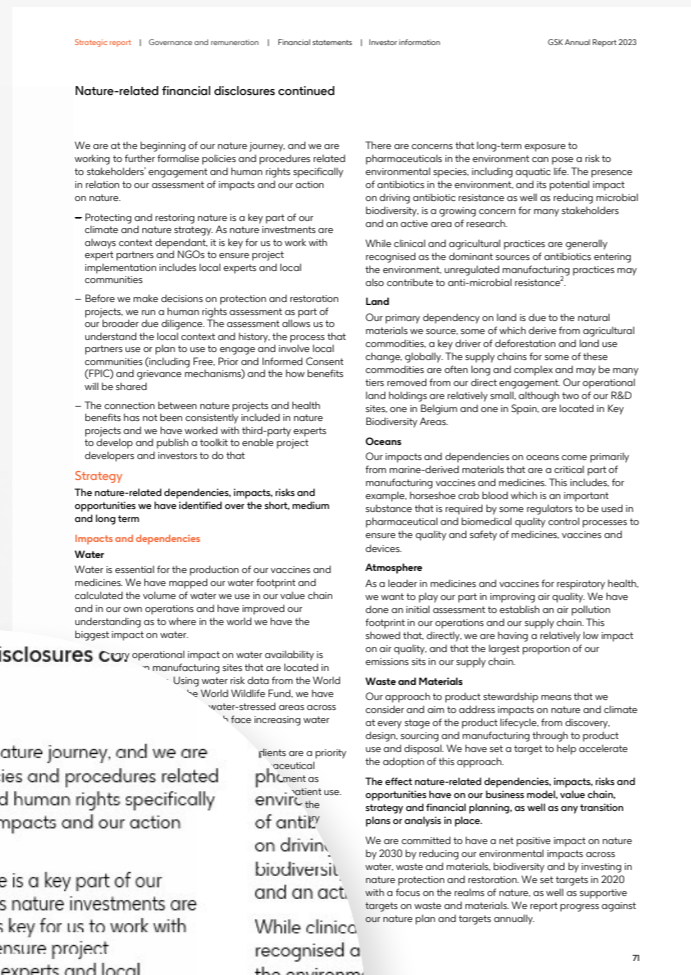 Strategic report | Governance and remuneration | Financial statements | Investor information
GSK Annual Report 2023
Nature-related financial disclosures continued
We are at the beginning of our nature journey, and we are
working to further formalise policies and procedures related
to stakeholders' engagement and human rights specifically
in relation to our assessment of impacts and our action
on nature.
– Protecting and restoring nature is a key part of our
climate and nature strategy. As nature investments are
always context dependant, it is key for us to work with
expert partners and NGOs to ensure project
implementation includes local experts and local
communities
– Before we make decisions on protection and restoration
projects, we run a human rights assessment as part of
our broader due diligence. The assessment allows us to
understand the local context and history, the process that
partners use or plan to use to engage and involve local
communities (including Free, Prior and Informed Consent
(FPIC) and grievance mechanisms) and the how benefits
will be shared
– The connection between nature projects and health
benefits has not been consistently included in nature
projects and we have worked with third-party experts
to develop and publish a toolkit to enable project
developers and investors to do that
Strategy
The nature-related dependencies, impacts, risks and
opportunities we have identified over the short, medium
and long term
Impacts and dependencies
Water
Water is essential for the production of our vaccines and
medicines. We have mapped our water footprint and
calculated the volume of water we use in our value chain
and in our own operations and have improved our
understanding as to where in the world we have the
biggest impact on water.
operational impact on water availability is
manufacturing sites that are located in
Using water risk data from the World
World Wildlife Fund, we have
water-stressed areas across
face increasing water
are a priority
as
use.
the
There are concerns that long-term exposure to
pharmaceuticals in the environment can pose a risk to
environmental species, including aquatic life. The presence
of antibiotics in the environment, and its potential impact
on driving antibiotic resistance as well as reducing microbial
biodiversity, is a growing concern for many stakeholders
and an active area of research.
While clinical and agricultural practices are generally
recognised as the dominant sources of antibiotics entering
the environment, unregulated manufacturing practices may
also contribute to anti-microbial resistance².
Land
Our primary dependency on land is due to the natural
materials we source, some of which derive from agricultural
commodities, a key driver of deforestation and land use
change, globally. The supply chains for some of these
commodities are often long and complex and may be many
tiers removed from our direct engagement. Our operational
land holdings are relatively small, although two of our R&D
sites, one in Belgium and one in Spain, are located in Key
Biodiversity Areas.
Oceans
Our impacts and dependencies on oceans come primarily
from marine-derived materials that are a critical part of
manufacturing vaccines and medicines. This includes, for
example, horseshoe crab blood which is an important
substance that is required by some regulators to be used in
pharmaceutical and biomedical quality control processes to
ensure the quality and safety of medicines, vaccines and
devices.
Atmosphere
As a leader in medicines and vaccines for respiratory health,
we want to play our part in improving air quality. We have
done an initial assessment to establish an air pollution
footprint in our operations and our supply chain. This
showed that, directly, we are having a relatively low impact
on air quality, and that the largest proportion of our
emissions sits in our supply chain.
Waste and Materials
Our approach to product stewardship means that we
consider and aim to address impacts on nature and climate
at every stage of the product lifecycle, from discovery,
design, sourcing and manufacturing through to product
use and disposal. We have set a target to help accelerate
the adoption of this approach.
The effect nature-related dependencies, impacts, risks and
opportunities have on our business model, value chain,
strategy and financial planning, as well as any transition
plans or analysis in place.
We are committed to have a net positive impact on nature
by 2030 by reducing our environmental impacts across
water, waste and materials, biodiversity and by investing in
nature protection and restoration. We set targets in 2020
with a focus on the realms of nature, as well as supportive
targets on waste and materials. We report progress against
our nature plan and targets annually.
71
isclosures
ature journey, and we are
ies and procedures related
d human rights specifically
mpacts and our action
e is a key part of our
s nature investments are
s key for us to work with
ensure project
experts and local
of
on
and an
While
recognised a